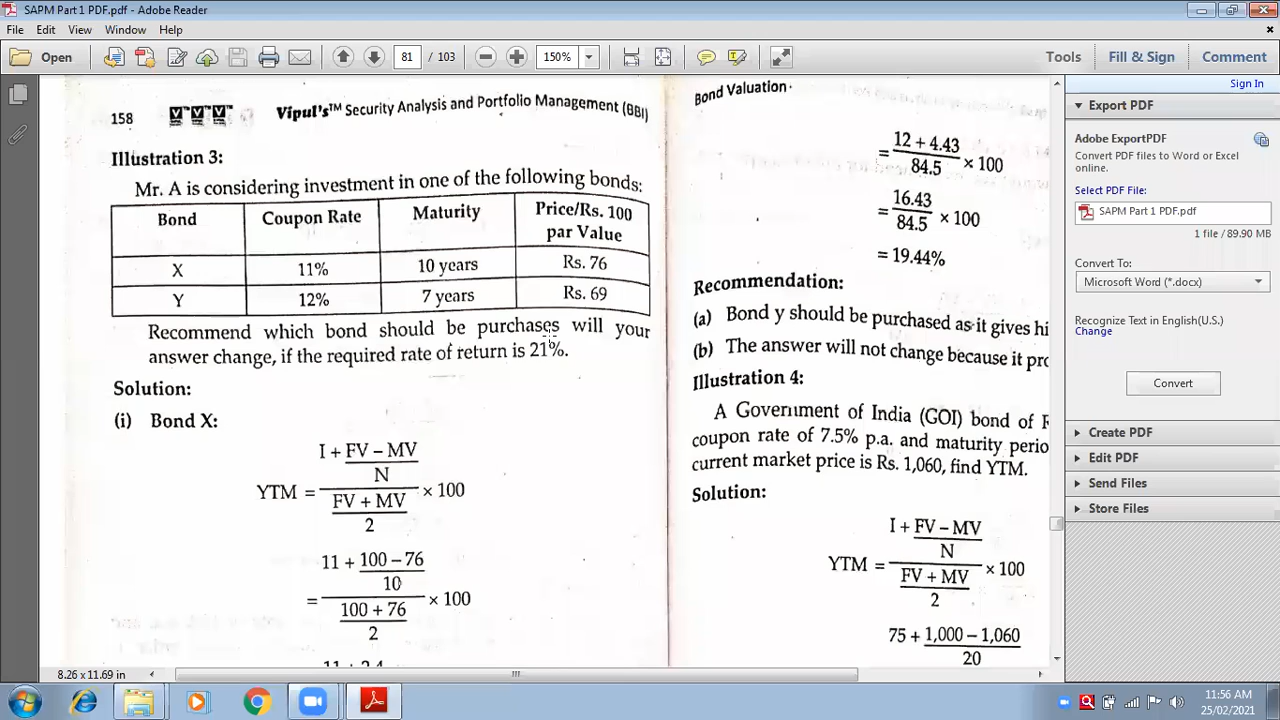 SAPM Part 1 PDF.pdf - Adobe Reader
File Edit View Window Help
Open 81 / 103 150% Tools Fill & Sign Comment
158 Vipul's™ Security Analysis and Portfolio Management (BBI)
Illustration 3:
Mr. A is considering investment in one of the following bonds:
Bond Coupon Rate Maturity Price/Rs. 100
par Value
X 11% 10 years Rs. 76
Y 12% 7 years Rs. 69
Recommend which bond should be purchases will your
answer change, if the required rate of return is 21%.
Solution:
(i) Bond X:
I + FV – MV
N
YTM = × 100
FV + MV
2
11 + 100 – 76
10
= × 100
100 + 76
2
11 + 2.4
Bond Valuation
12 + 4.43
= × 100
84.5
16.43
= × 100
84.5
= 19.44%
Recommendation:
(a) Bond y should be purchased as it gives hi
(b) The answer will not change because it pro
Illustration 4:
A Government of India (GOI) bond of
coupon rate of 7.5% p.a. and maturity perio
current market price is Rs. 1,060, find YTM.
Solution:
I + FV – MV
N
YTM = × 100
FV + MV
2
75 + 1,000 – 1,060
20
Sign In
Export PDF
Adobe ExportPDF
Convert PDF files to Word or Excel
online.
Select PDF File:
SAPM Part 1 PDF.pdf
1 file / 89.90 MB
Convert To:
Microsoft Word (*.docx)
Recognize Text in English(U.S.)
Change
Convert
Create PDF
Edit PDF
Send Files
Store Files
8.26 x 11.69 in
11:56 AM
25/02/2021